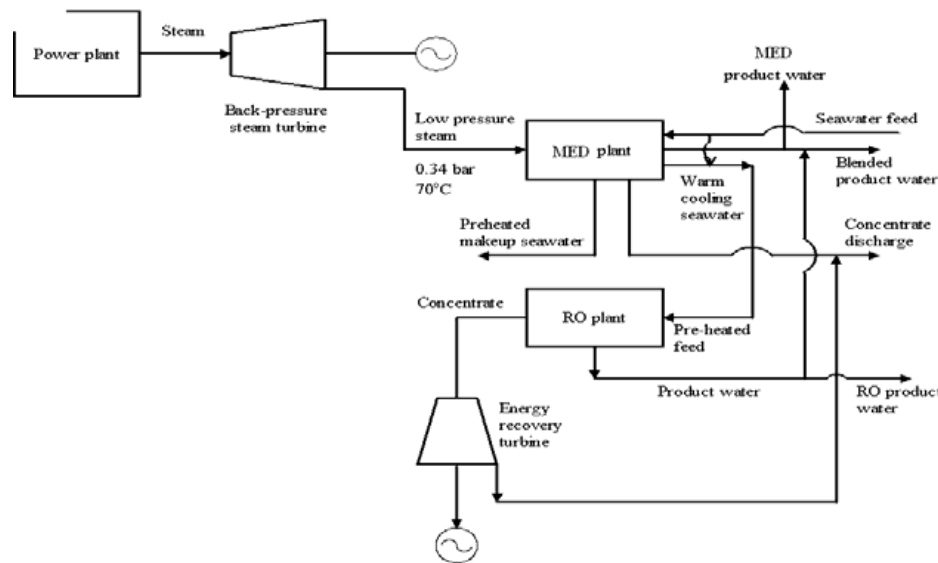 Steam
Power plant
Back-pressure
steam turbine
MED
product water
Low pressure
steam
0.34 bar
70°C
MED plant
Seawater feed
Blended
product water
Warm
cooling
seawater
Preheated
makeup seawater
Concentrate
discharge
Concentrate
RO plant
Pre-heated
feed
Product water
RO product
water
Energy
recovery
turbine